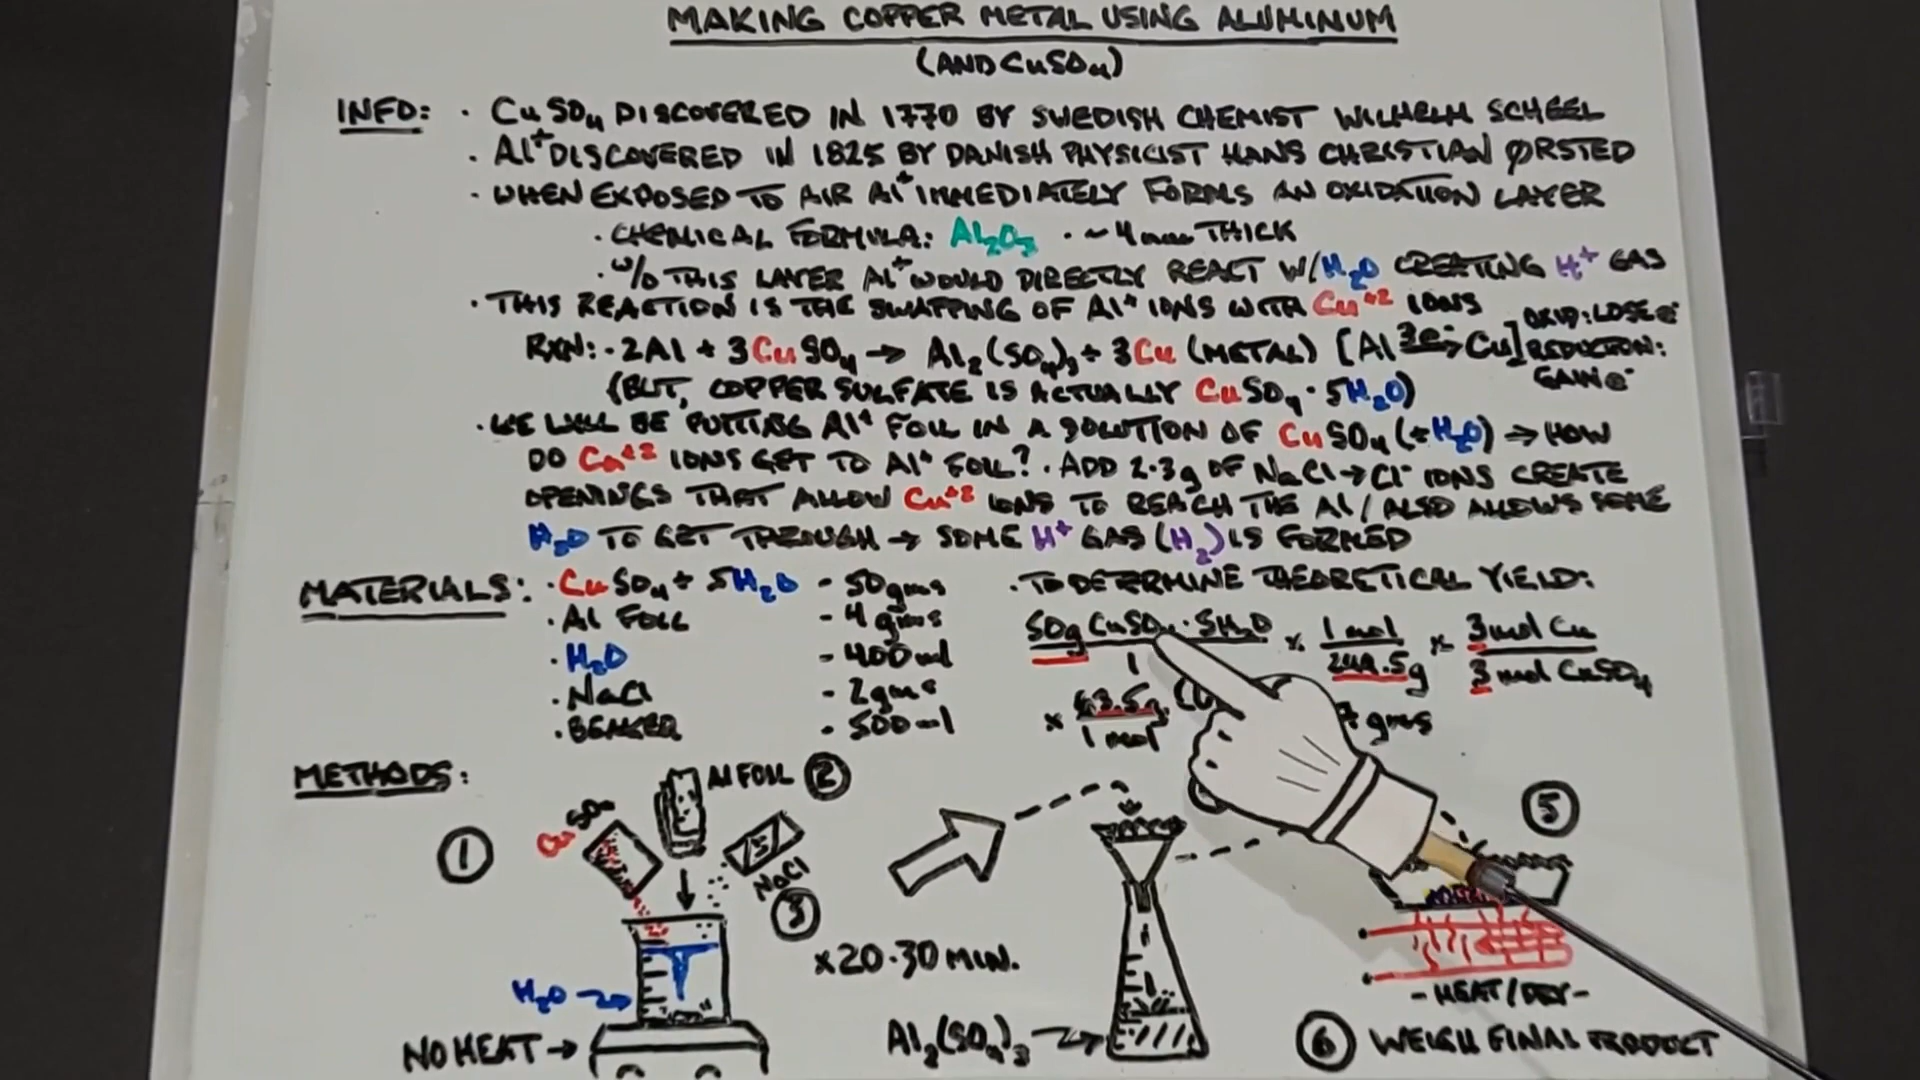 MAKING COPPER METAL USING ALUMINUM
(AND CuSO4)
INFO: · CuSO4 DISCOVERED IN 1770 BY SWEDISH CHEMIST WILHELM SCHEEL
· Al+ DISCOVERED IN 1825 BY DANISH PHYSICIST HANS CHRISTIAN ØRSTED
· WHEN EXPOSED TO AIR Al+ IMMEDIATELY FORMS AN OXIDATION LAYER
· CHEMICAL FORMULA: Al2O3 · ~4 THICK
· W/O THIS LAYER Al+ WOULD DIRECTLY REACT W/H2O CREATING H+ GAS
· THIS REACTION IS THE SWAPPING OF Al+ IONS WITH Cu+2 IONS
RXN: · 2Al + 3CuSO4 → Al2(SO4)3 + 3Cu (METAL) [Al 3e-→ Cu] OXID: LOSE e-
REDUCTION:
GAIN e-
(BUT, COPPER SULFATE IS ACTUALLY CuSO4 · 5H2O)
· WE WILL BE PUTTING Al+ FOIL IN A SOLUTION OF CuSO4 (+H2O) → HOW
DO Cu+2 IONS GET TO Al+ FOIL? · ADD 2·3g OF NaCl → Cl- IONS CREATE
OPENINGS THAT ALLOW Cu+2 IONS TO REACH THE Al / ALSO ALLOWS SOME
H2O TO GET THROUGH → SOME H+ GAS (H2) IS FORMED
MATERIALS: · CuSO4 + 5H2O - 50gms
· Al FOIL - 4 gms
· H2O - 400ml
· NaCl - 2gms
· BEAKER - 500ml
· TO DETERMINE THEORETICAL YIELD:
50g CuSO4 · 5H2O × 1 mol × 3 mol Cu
1 249.5g 3 mol CuSO4
× 63.5g Cu 7 gms
1 mol
METHODS:
① CuSO4
Al FOIL ②
NaCl
③
×20·30 MIN.
H2O →
NO HEAT →
Al2(SO4)3 →
⑤
- HEAT/DRY -
⑥ WEIGH FINAL PRODUCT